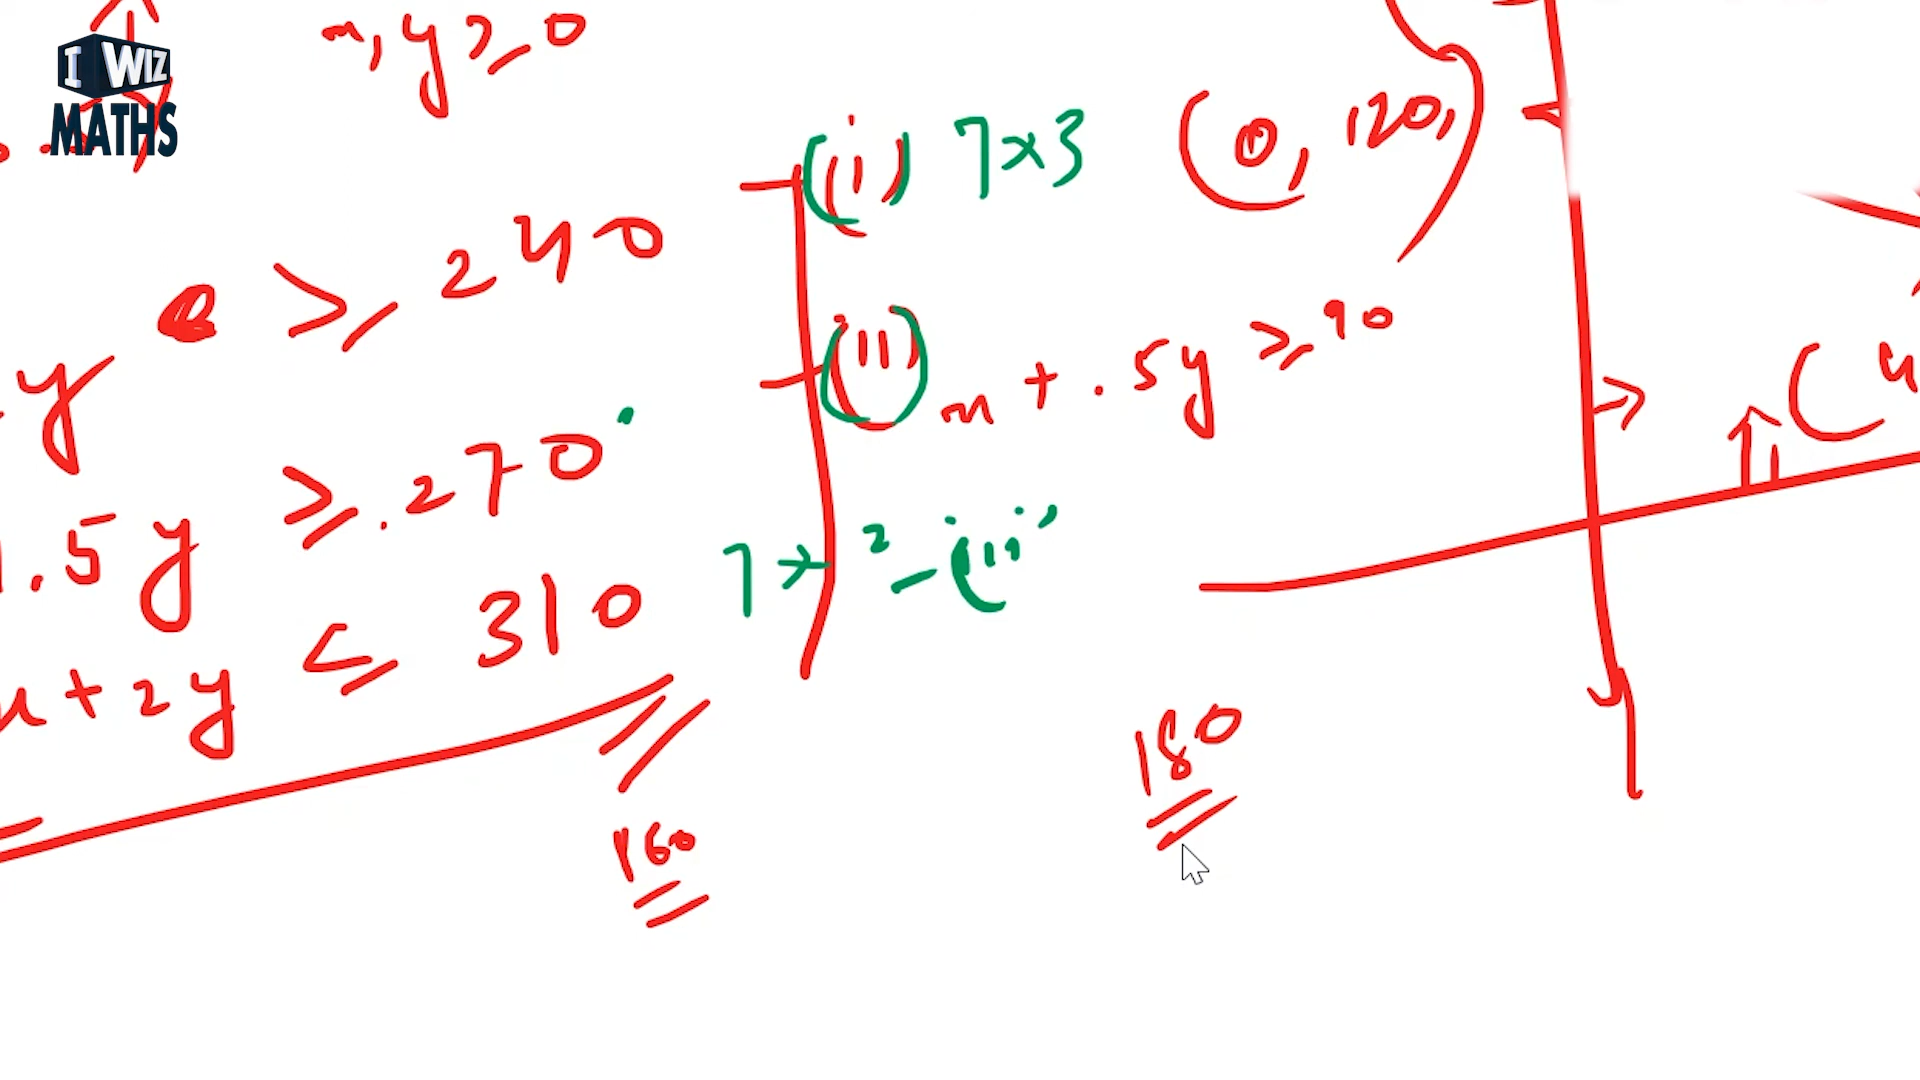 I WIZ
MATHS
x, y ≥ 0
(i) 7×3
(0, 120,)
≥ 240
(ii) x + .5y ≥ 90
y
≥ 270
.5y
7 → 2 - (iii)
≤ 310
x + 2y
180
160